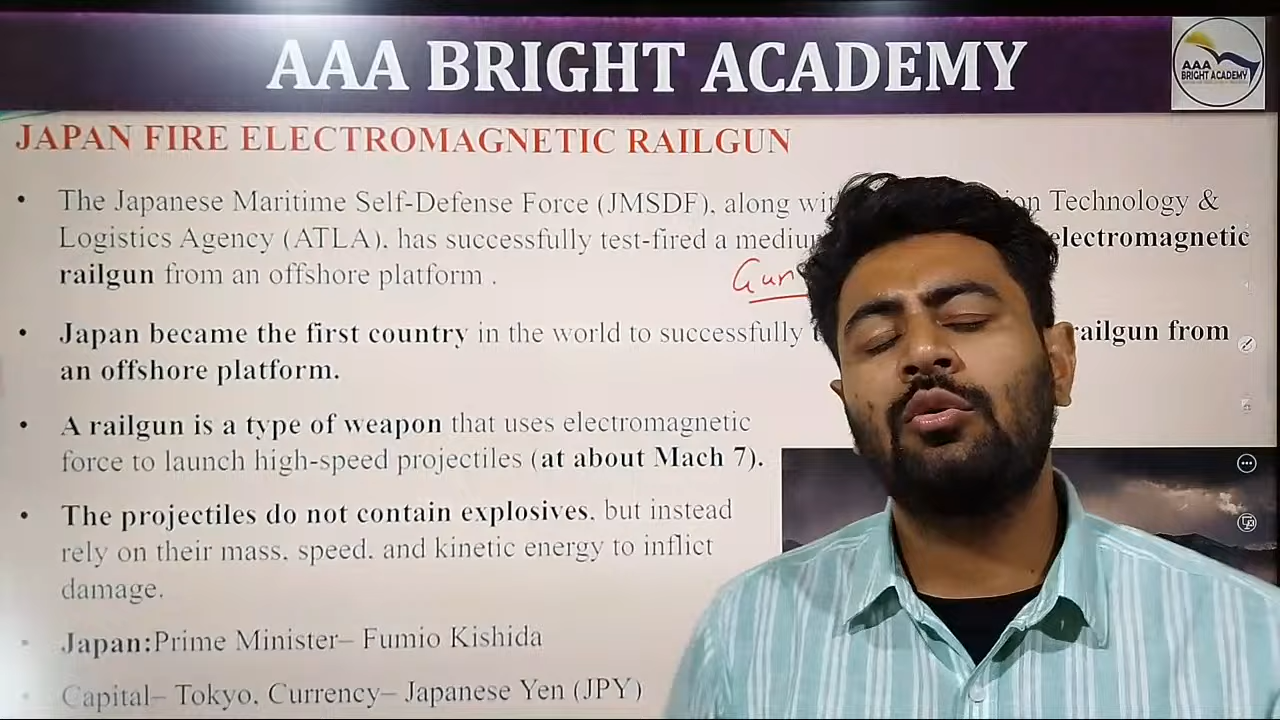 AAA BRIGHT ACADEMY
AAA
BRIGHT ACADEMY
JAPAN FIRE ELECTROMAGNETIC RAILGUN
• The Japanese Maritime Self-Defense Force (JMSDF), along Technology &
Logistics Agency (ATLA), has successfully test-fired a electromagnetic
railgun from an offshore platform .
• Japan became the first country in the world to successfully railgun from
an offshore platform.
• A railgun is a type of weapon that uses electromagnetic
force to launch high-speed projectiles (at about Mach 7).
• The projectiles do not contain explosives, but instead
rely on their mass, speed, and kinetic energy to inflict
damage.
• Japan:Prime Minister– Fumio Kishida
• Capital– Tokyo, Currency– Japanese Yen (JPY)